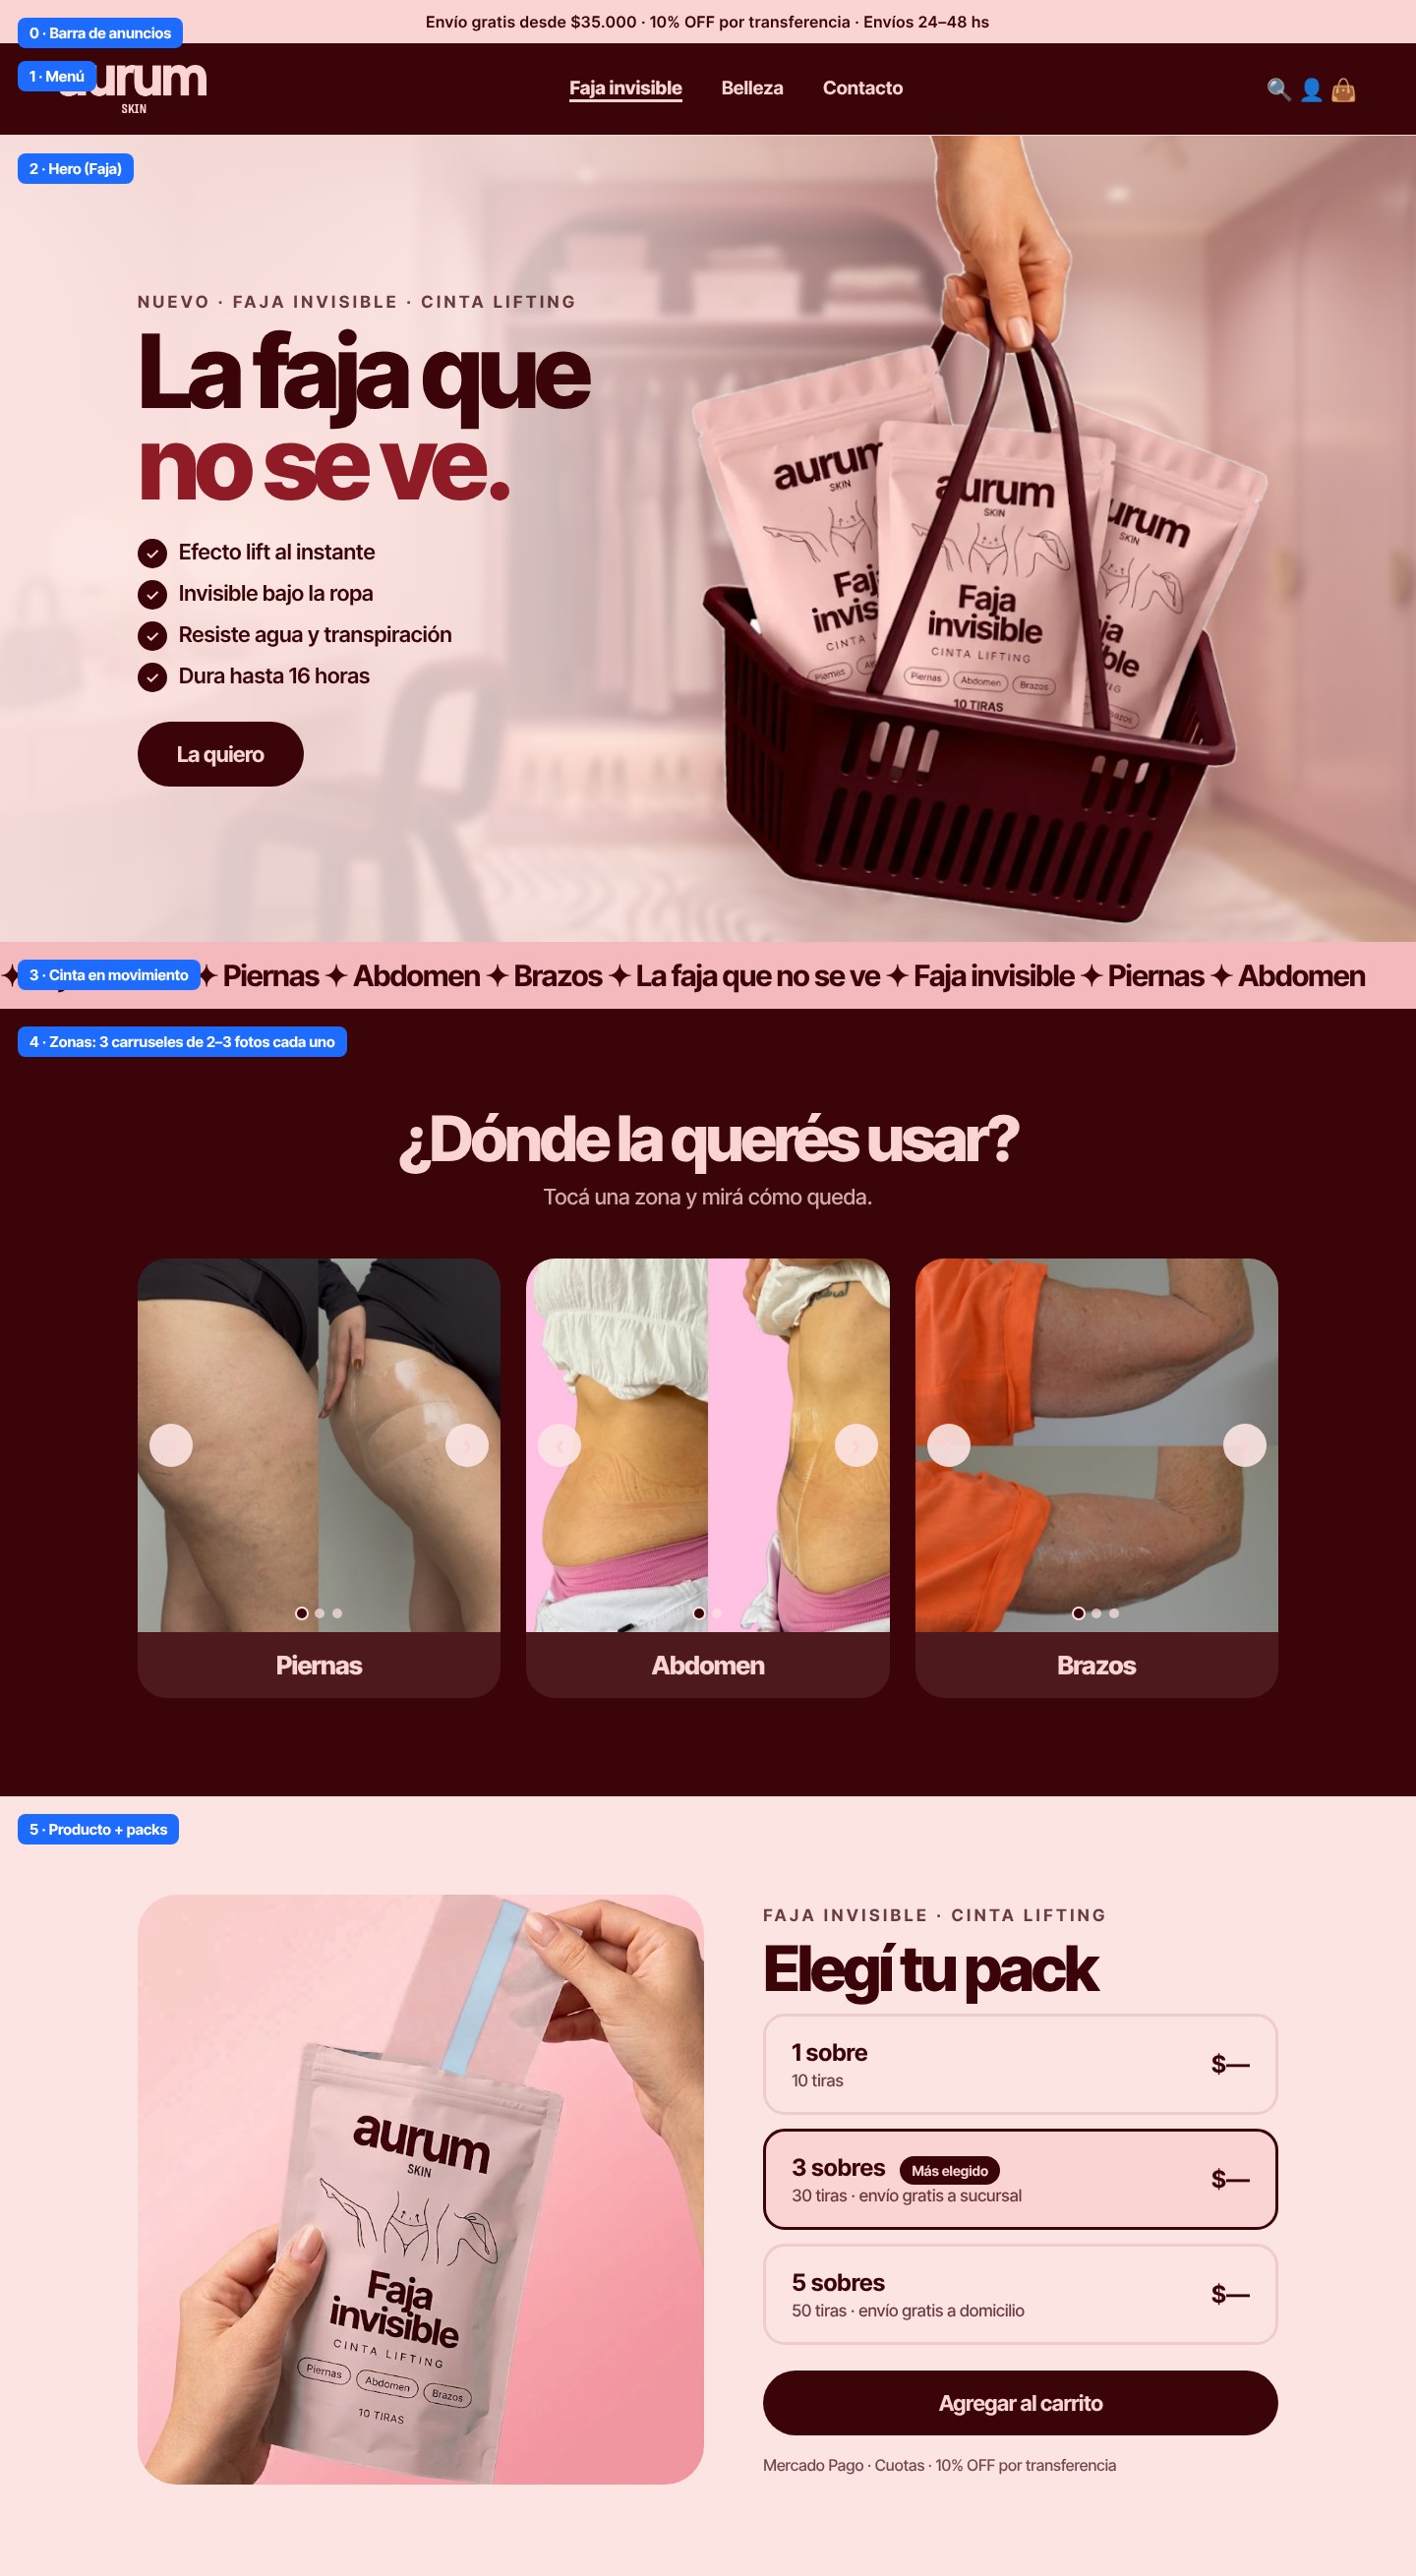 Envío gratis desde $35.000 · 10% OFF por transferencia · Envíos 24–48 hs
0 · Barra de anuncios
1 · Menú
urum
SKIN
Faja invisible
Belleza
Contacto
2 · Hero (Faja)
NUEVO · FAJA INVISIBLE · CINTA LIFTING
La faja que
no se ve.
Efecto lift al instante
Invisible bajo la ropa
Resiste agua y transpiración
Dura hasta 16 horas
La quiero
aurum
SKIN
aurum
SKIN
Faja
invisible
CINTA LIFTING
Piernas
Abdomen
Brazos
10 TIRAS
urum
SKIN
3 · Cinta en movimiento
✦ Piernas ✦ Abdomen ✦ Brazos ✦ La faja que no se ve ✦ Faja invisible ✦ Piernas ✦ Abdomen
4 · Zonas: 3 carruseles de 2–3 fotos cada uno
¿Dónde la querés usar?
Tocá una zona y mirá cómo queda.
Piernas
Abdomen
Brazos
5 · Producto + packs
aurum
SKIN
Faja
invisible
CINTA LIFTING
Piernas
Abdomen
Brazos
10 TIRAS
FAJA INVISIBLE · CINTA LIFTING
Elegí tu pack
1 sobre
10 tiras
$—
3 sobres
Más elegido
30 tiras · envío gratis a sucursal
$—
5 sobres
50 tiras · envío gratis a domicilio
$—
Agregar al carrito
Mercado Pago · Cuotas · 10% OFF por transferencia